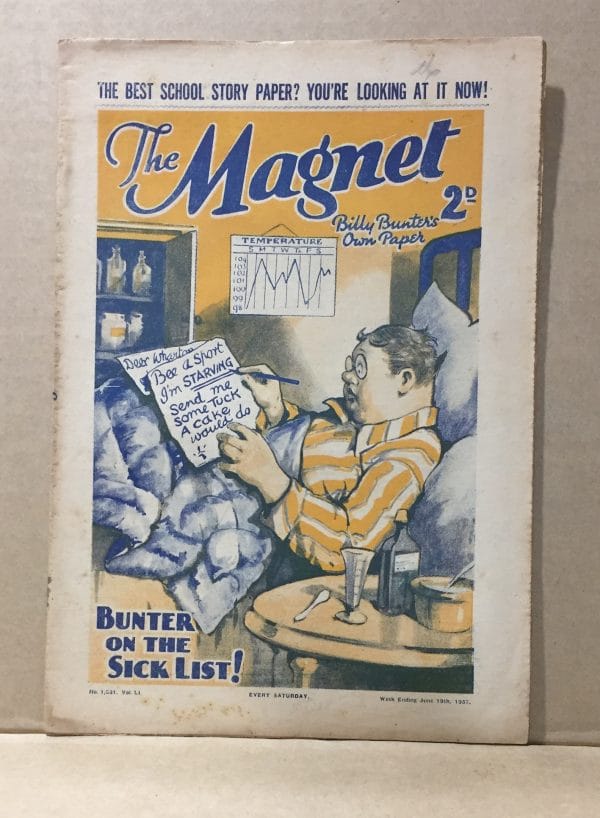 THE BEST SCHOOL STORY PAPER? YOU'RE LOOKING AT IT NOW!
The Magnet
2D
Billy Bunter's
Own Paper
TEMPERATURE
S M T W T F S
104
103
102
101
100
99
98
Dear Wharton
Bee a sport
I'm STARVING
Send me
some Tuck
A cake
would do
BUNTER
ON THE
SICK LIST!
No. 1,531. Vol. LI.
EVERY SATURDAY.
Week Ending June 19th, 1937.